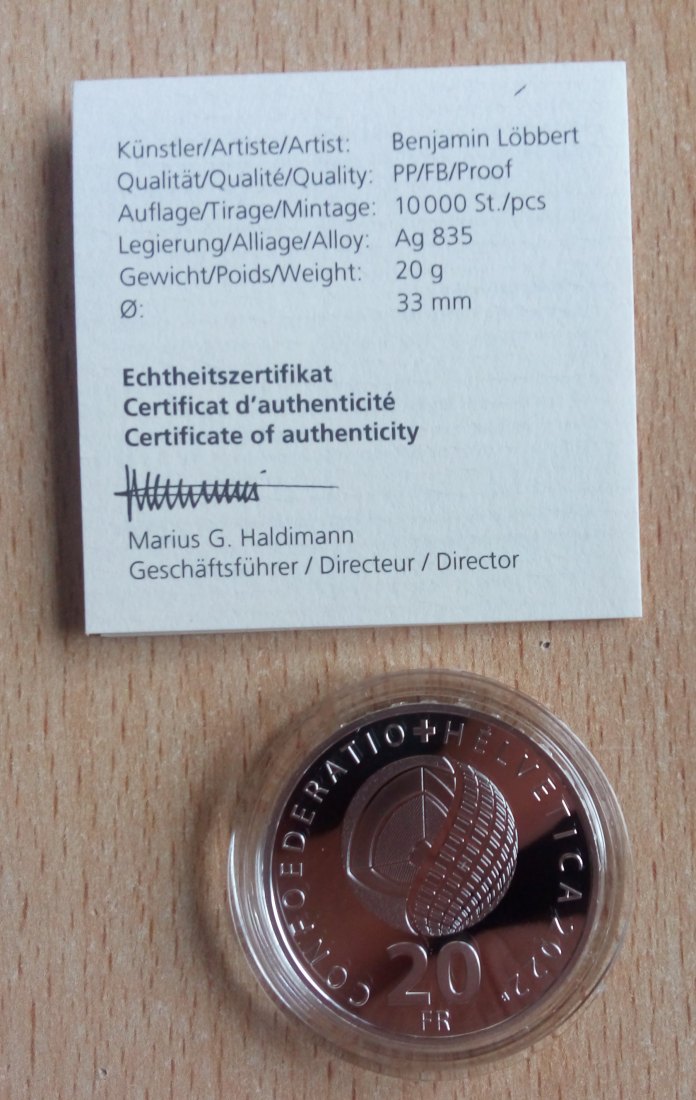 Künstler/Artiste/Artist: Benjamin Löbbert
Qualität/Qualité/Quality: PP/FB/Proof
Auflage/Tirage/Mintage: 10 000 St./pcs
Legierung/Alliage/Alloy: Ag 835
Gewicht/Poids/Weight: 20 g
Ø: 33 mm
Echtheitszertifikat
Certificat d'authenticité
Certificate of authenticity
Marius G. Haldimann
Geschäftsführer / Directeur / Director
CONFOEDERATIO HELVETICA 2022
20
FR